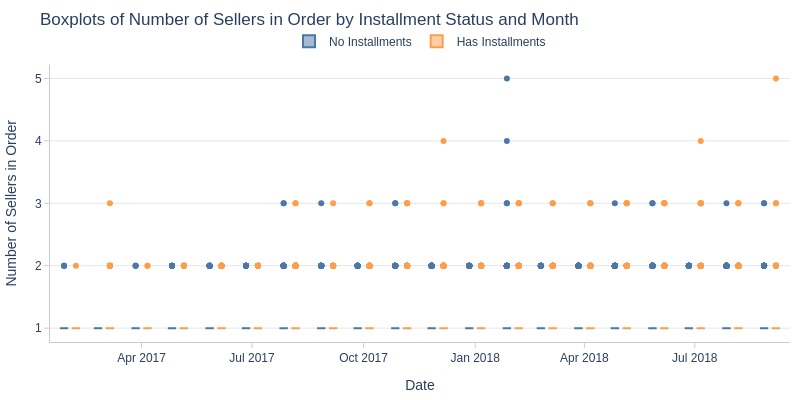 Boxplots of Number of Sellers in Order by Installment Status and Month
No Installments
Has Installments
Number of Sellers in Order
5
4
3
2
1
Apr 2017
Jul 2017
Oct 2017
Jan 2018
Apr 2018
Jul 2018
Date